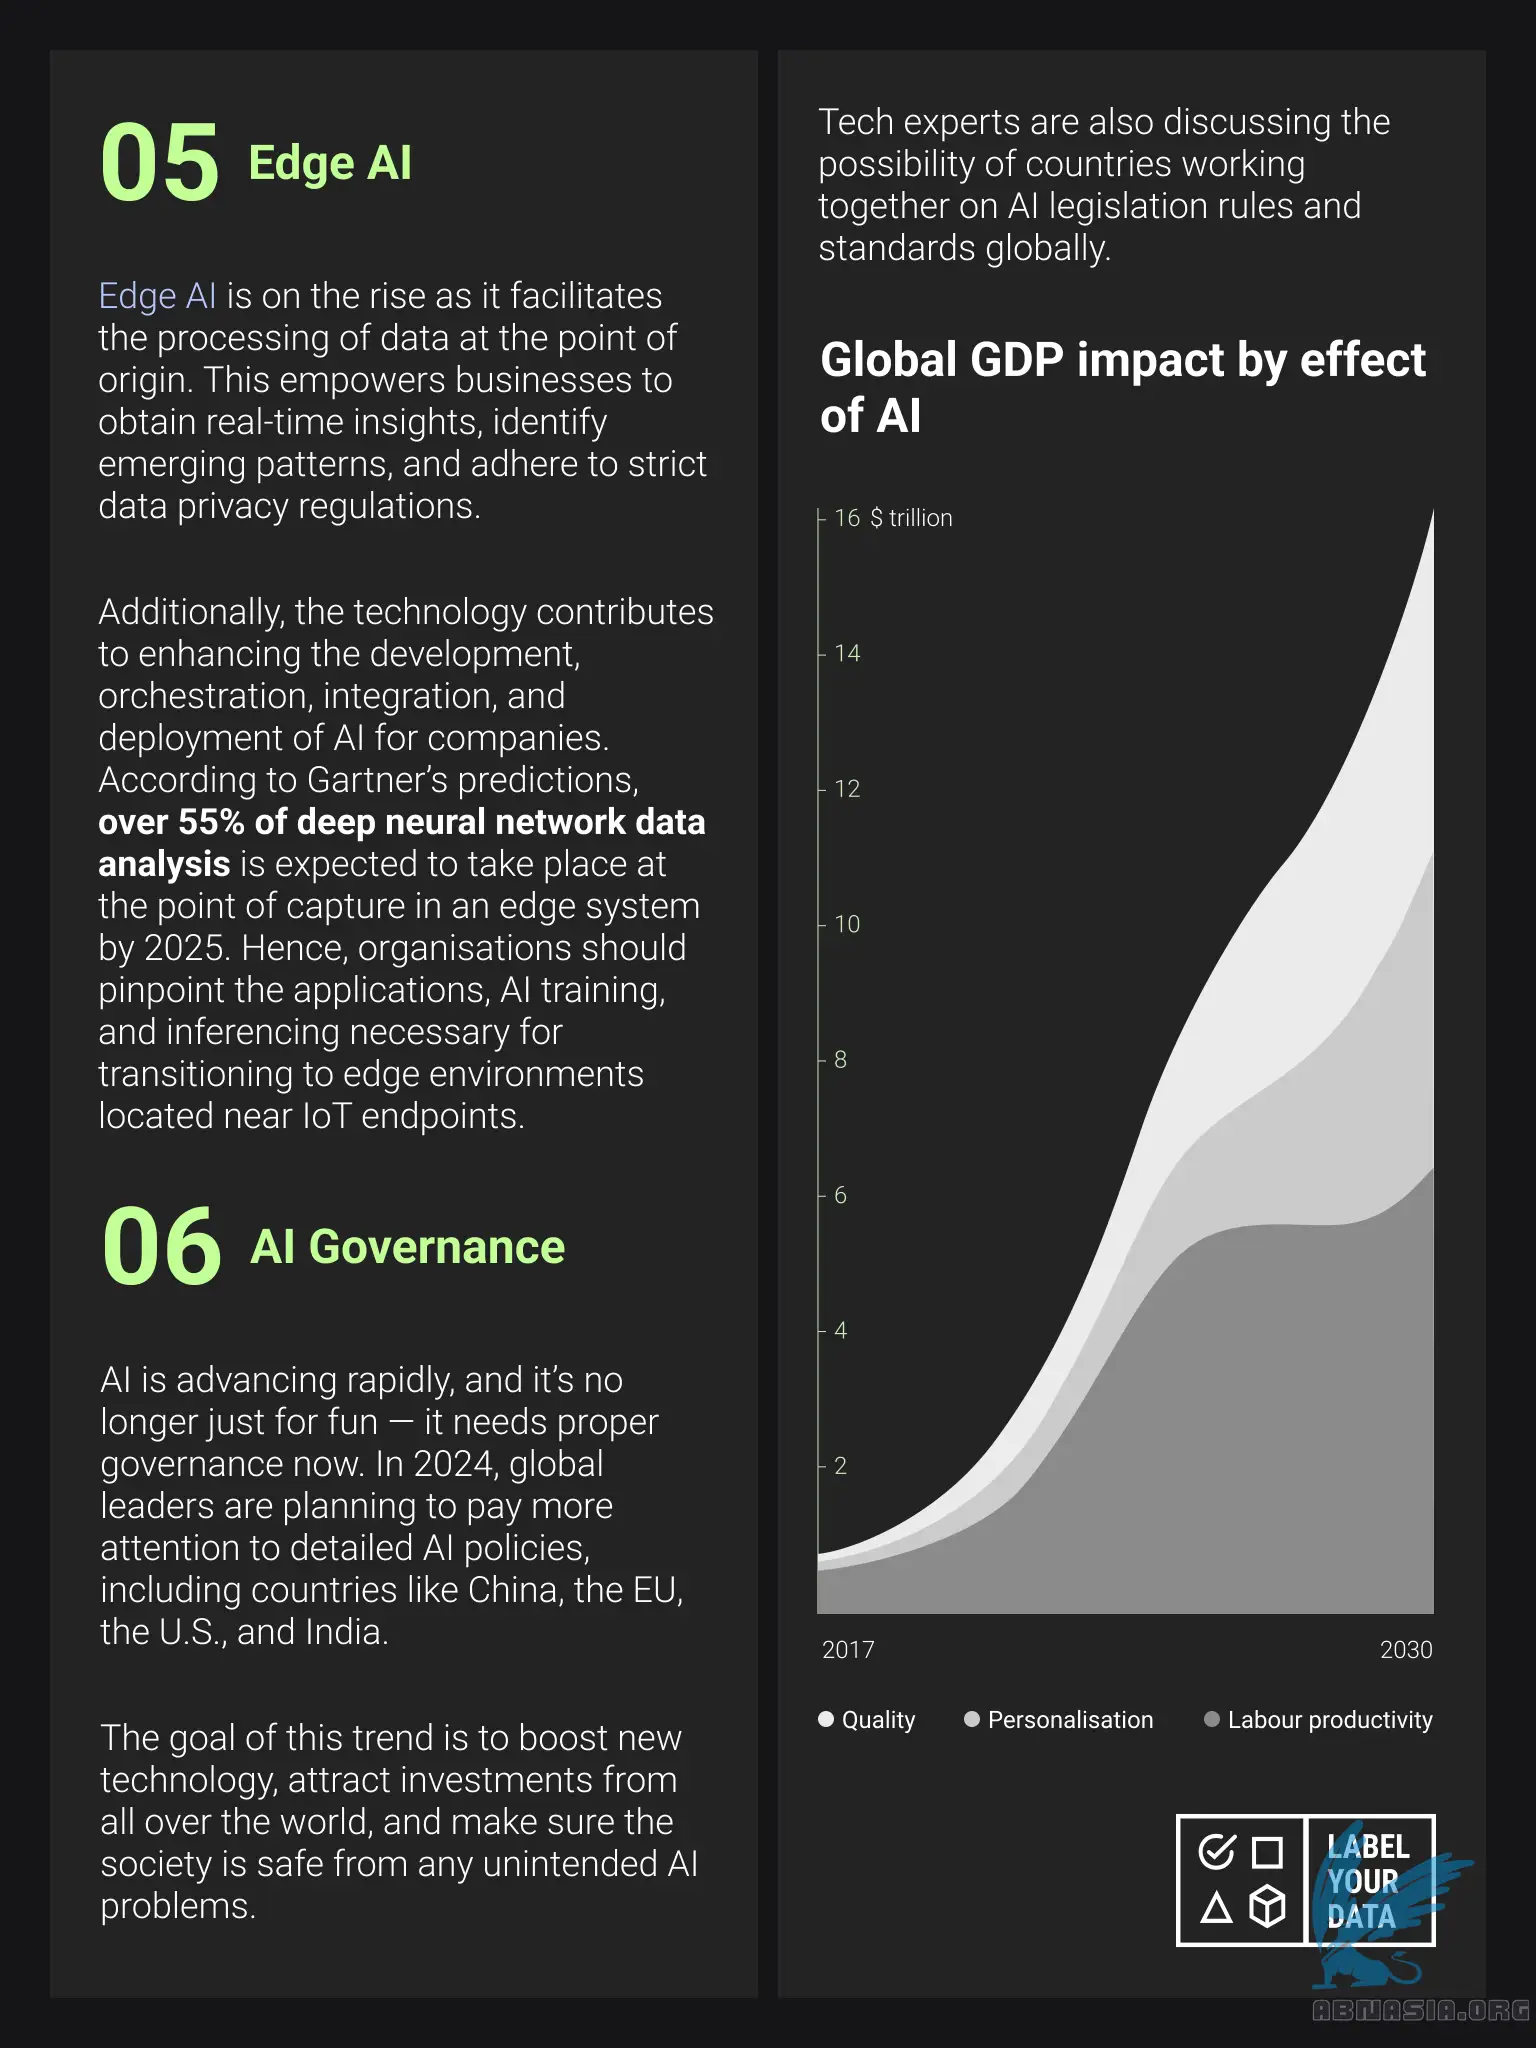 05 Edge AI
Edge AI is on the rise as it facilitates
the processing of data at the point of
origin. This empowers businesses to
obtain real-time insights, identify
emerging patterns, and adhere to strict
data privacy regulations.
Additionally, the technology contributes
to enhancing the development,
orchestration, integration, and
deployment of AI for companies.
According to Gartner’s predictions,
over 55% of deep neural network data
analysis is expected to take place at
the point of capture in an edge system
by 2025. Hence, organisations should
pinpoint the applications, AI training,
and inferencing necessary for
transitioning to edge environments
located near IoT endpoints.
06 AI Governance
AI is advancing rapidly, and it’s no
longer just for fun — it needs proper
governance now. In 2024, global
leaders are planning to pay more
attention to detailed AI policies,
including countries like China, the EU,
the U.S., and India.
The goal of this trend is to boost new
technology, attract investments from
all over the world, and make sure the
society is safe from any unintended AI
problems.
Tech experts are also discussing the
possibility of countries working
together on AI legislation rules and
standards globally.
Global GDP impact by effect
of AI
16 $ trillion
14
12
10
8
6
4
2
2017 2030
Quality Personalisation Labour productivity
LABEL
YOUR
DATA
ABNASIA.ORG